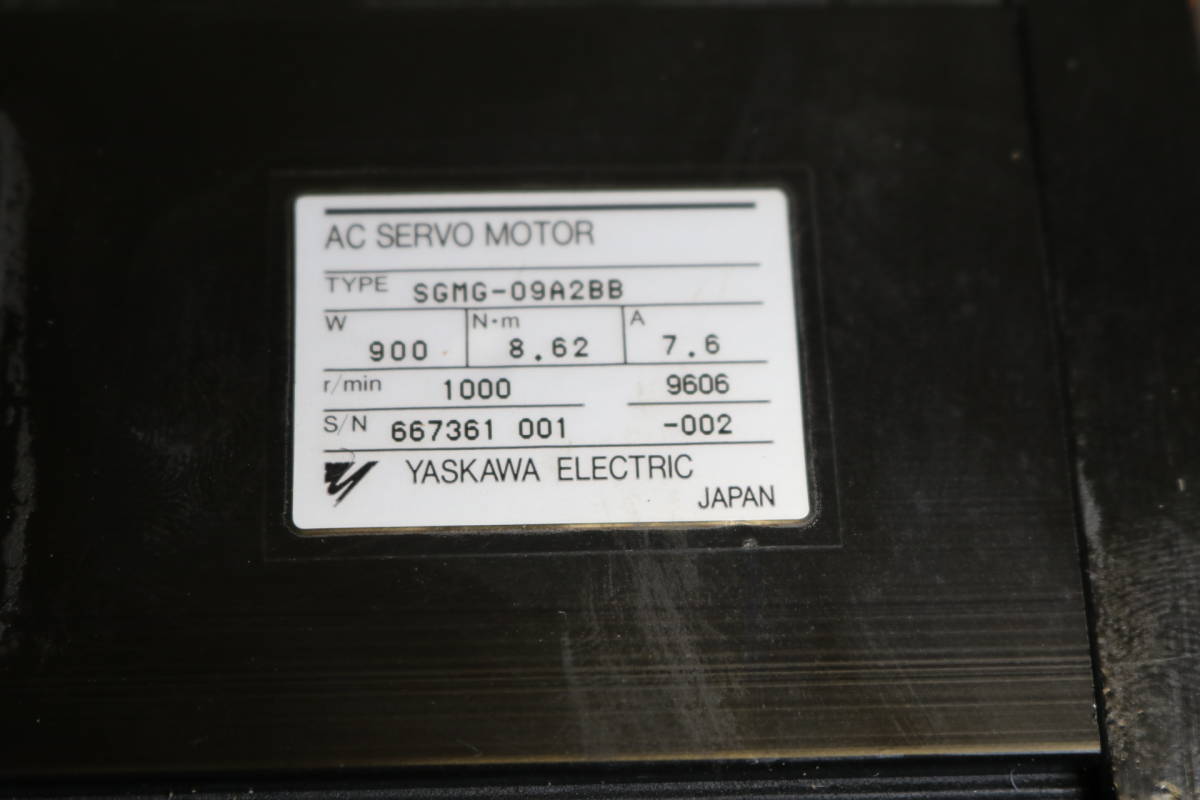 AC SERVO MOTOR
TYPE SGMG-09A2BB
W 900 N·m 8.62 A 7.6
r/min 1000 9606
S/N 667361 001 -002
YASKAWA ELECTRIC
JAPAN